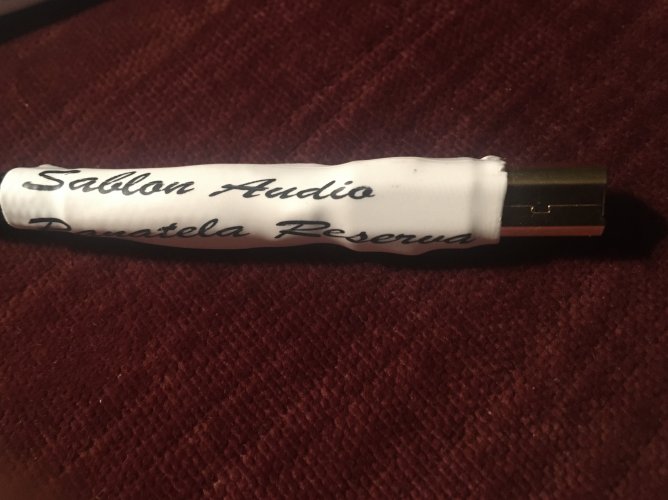 Sablon Audio
Panatela Reserva